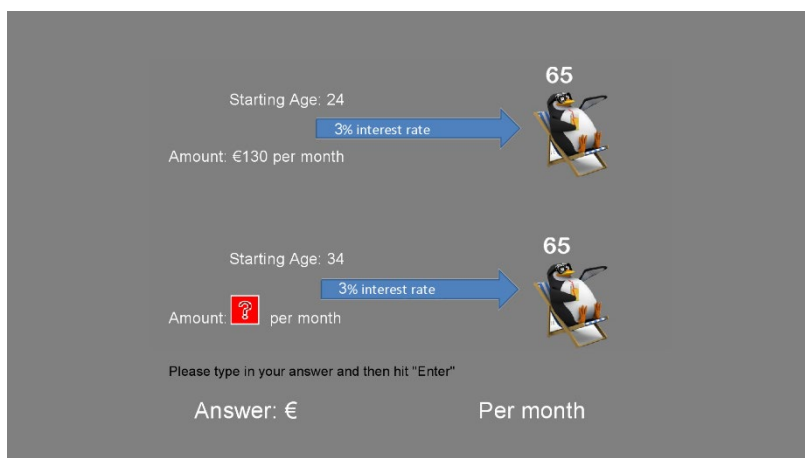 65
Starting Age: 24
3% interest rate
Amount: €130 per month
65
Starting Age: 34
3% interest rate
Amount: ? per month
Please type in your answer and then hit "Enter"
Answer: € Per month